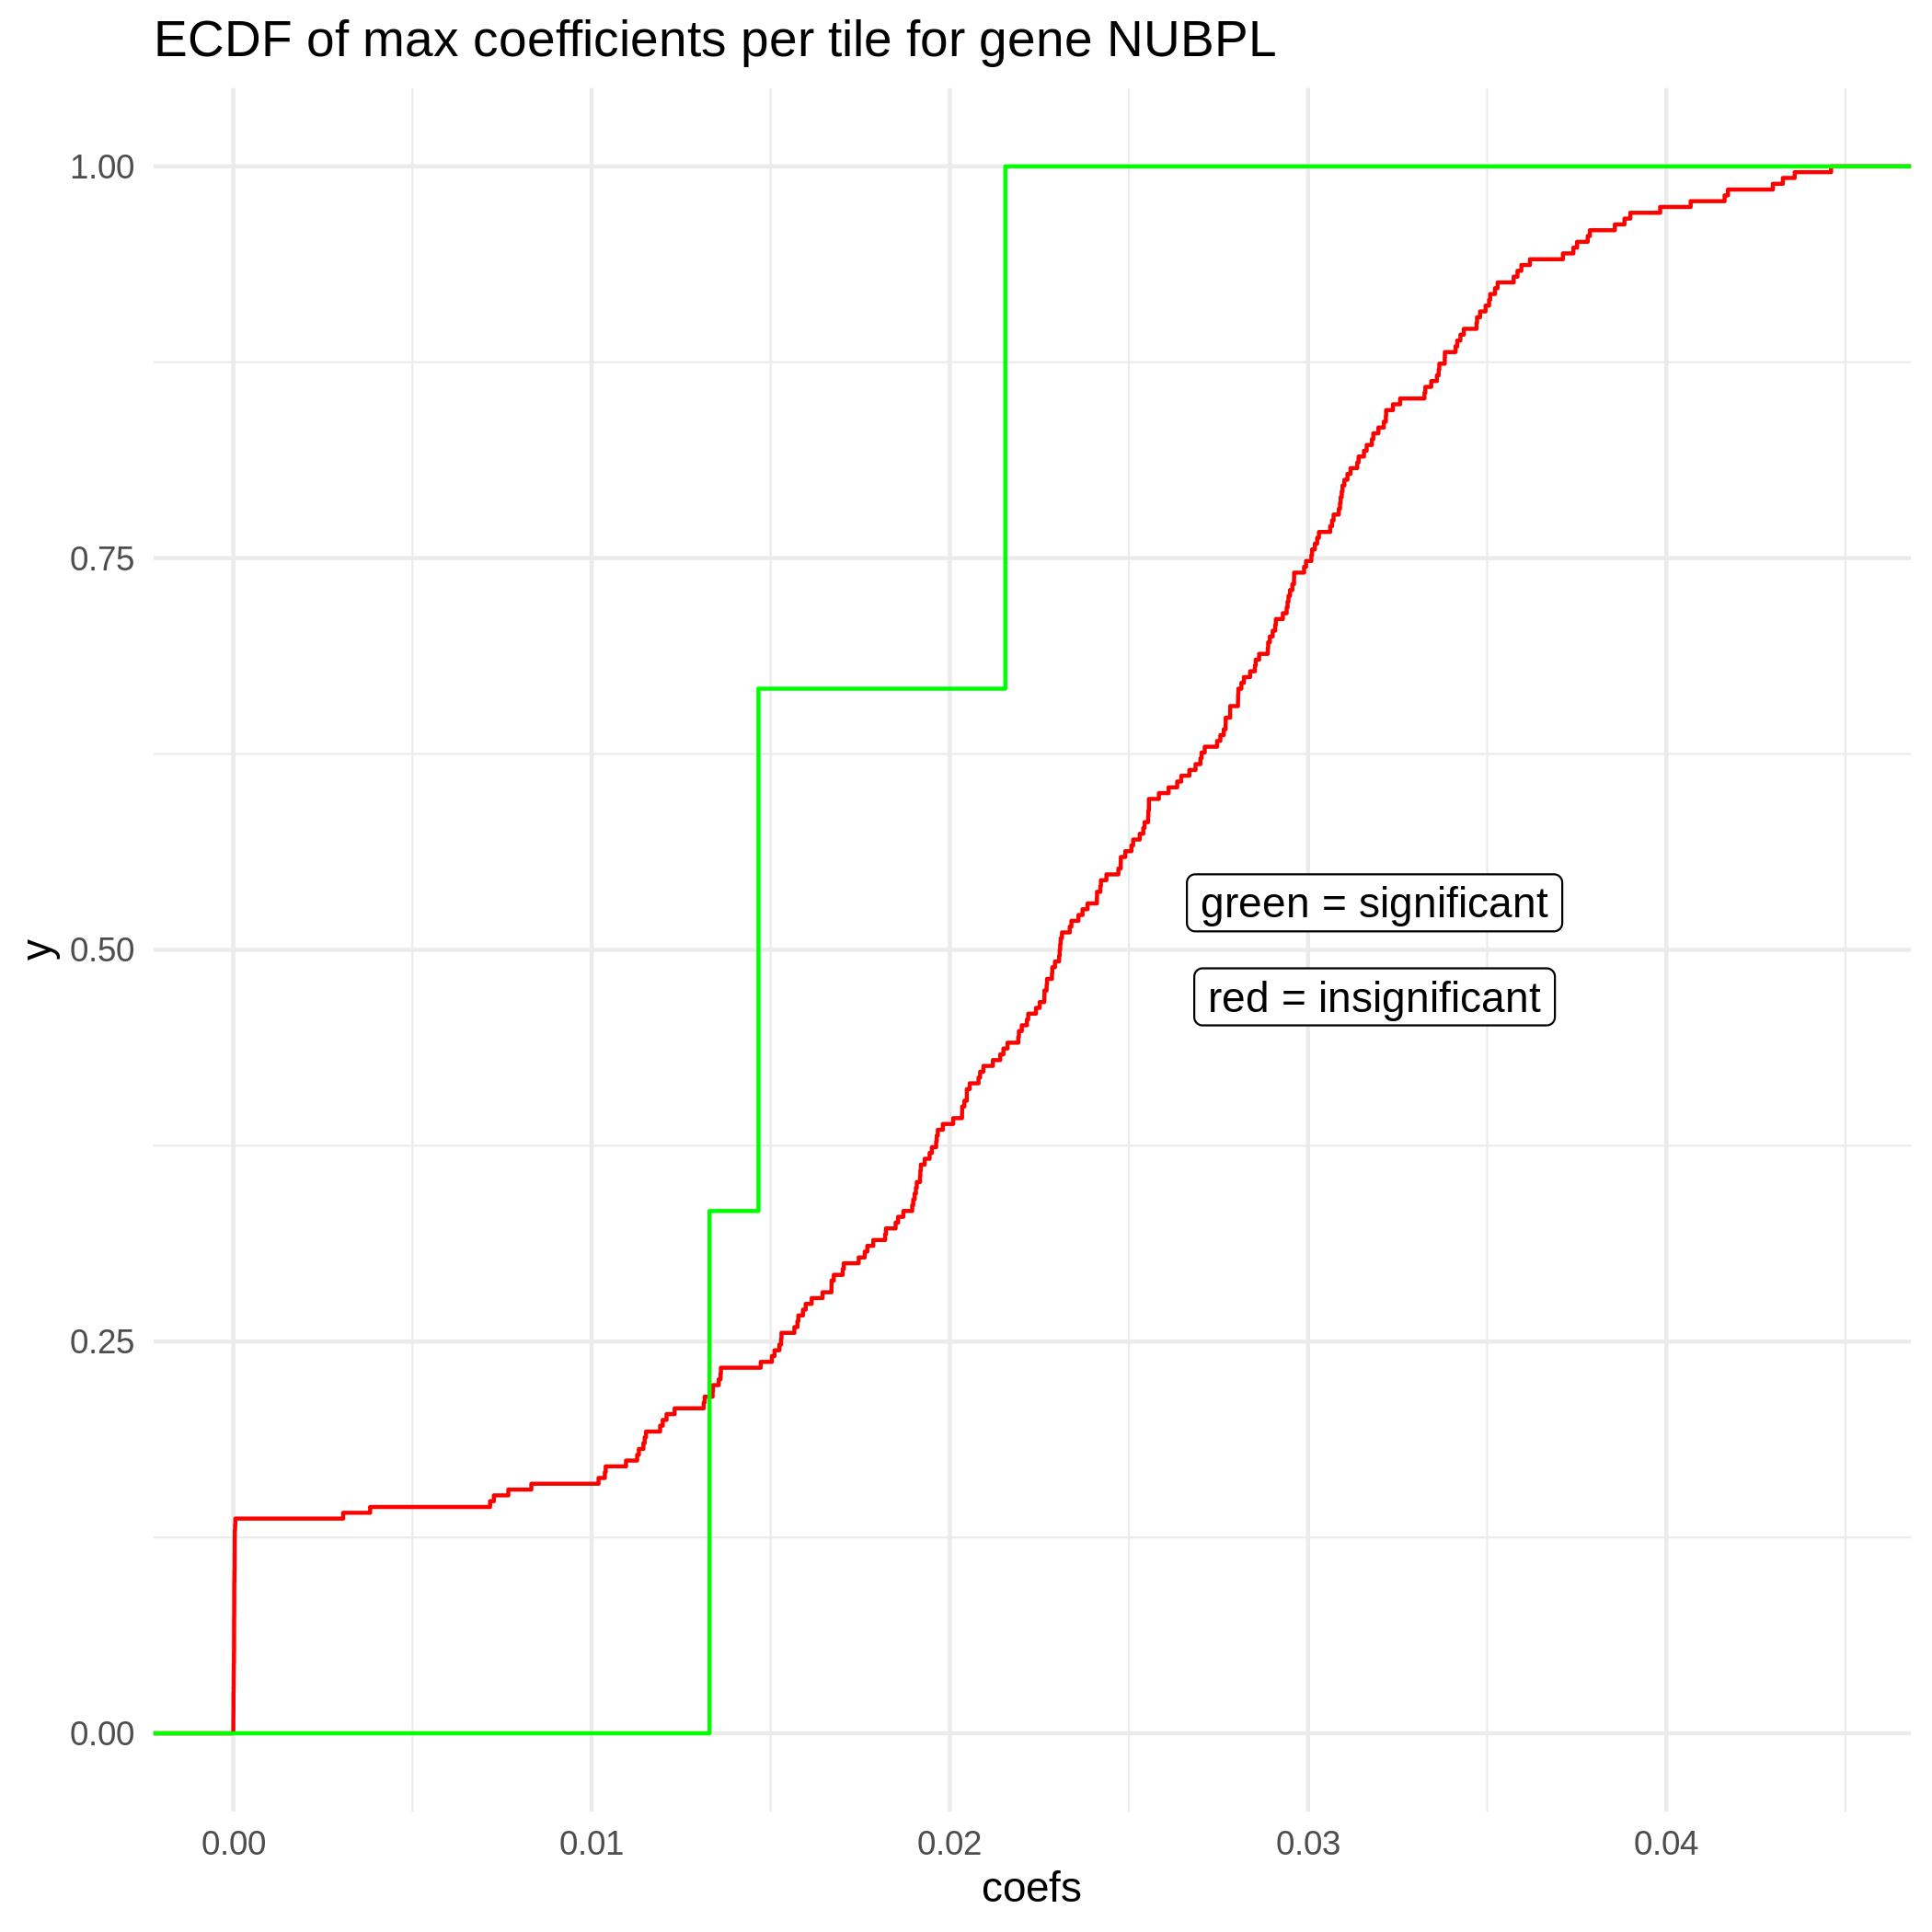 ECDF of max coefficients per tile for gene NUBPL
1.00
0.75
0.50
0.25
0.00
y
green = significant
red = insignificant
0.00 0.01 0.02 0.03 0.04
coefs